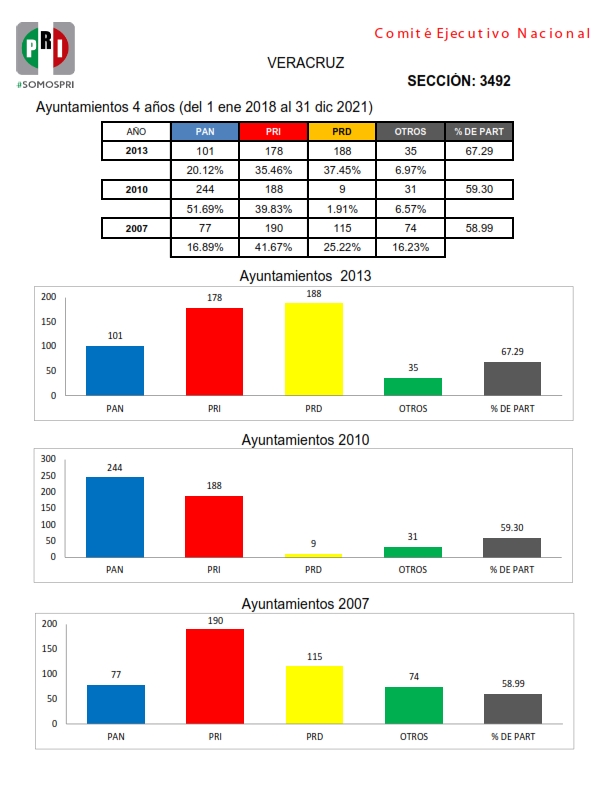 PRI
Comité Ejecutivo Nacional
#SOMOSPRI
VERACRUZ
SECCIÓN: 3492
Ayuntamientos 4 años (del 1 ene 2018 al 31 dic 2021)
AÑO PAN PRI PRD OTROS % DE PART
2013 101 178 188 35 67.29
20.12% 35.46% 37.45% 6.97%
2010 244 188 9 31 59.30
51.69% 39.83% 1.91% 6.57%
2007 77 190 115 74 58.99
16.89% 41.67% 25.22% 16.23%
Ayuntamientos 2013
200
150
100
50
0
101 178 188 35 67.29
PAN PRI PRD OTROS % DE PART
Ayuntamientos 2010
300
250
200
150
100
50
0
244 188 9 31 59.30
PAN PRI PRD OTROS % DE PART
Ayuntamientos 2007
200
150
100
50
0
77 190 115 74 58.99
PAN PRI PRD OTROS % DE PART